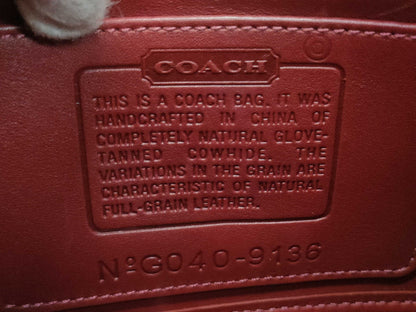 ©
COACH
THIS IS A COACH BAG. IT WAS
HANDCRAFTED IN CHINA OF
COMPLETELY NATURAL GLOVE-
TANNED COWHIDE. THE
VARIATIONS IN THE GRAIN ARE
CHARACTERISTIC OF NATURAL
FULL-GRAIN LEATHER.
NºG040-9136